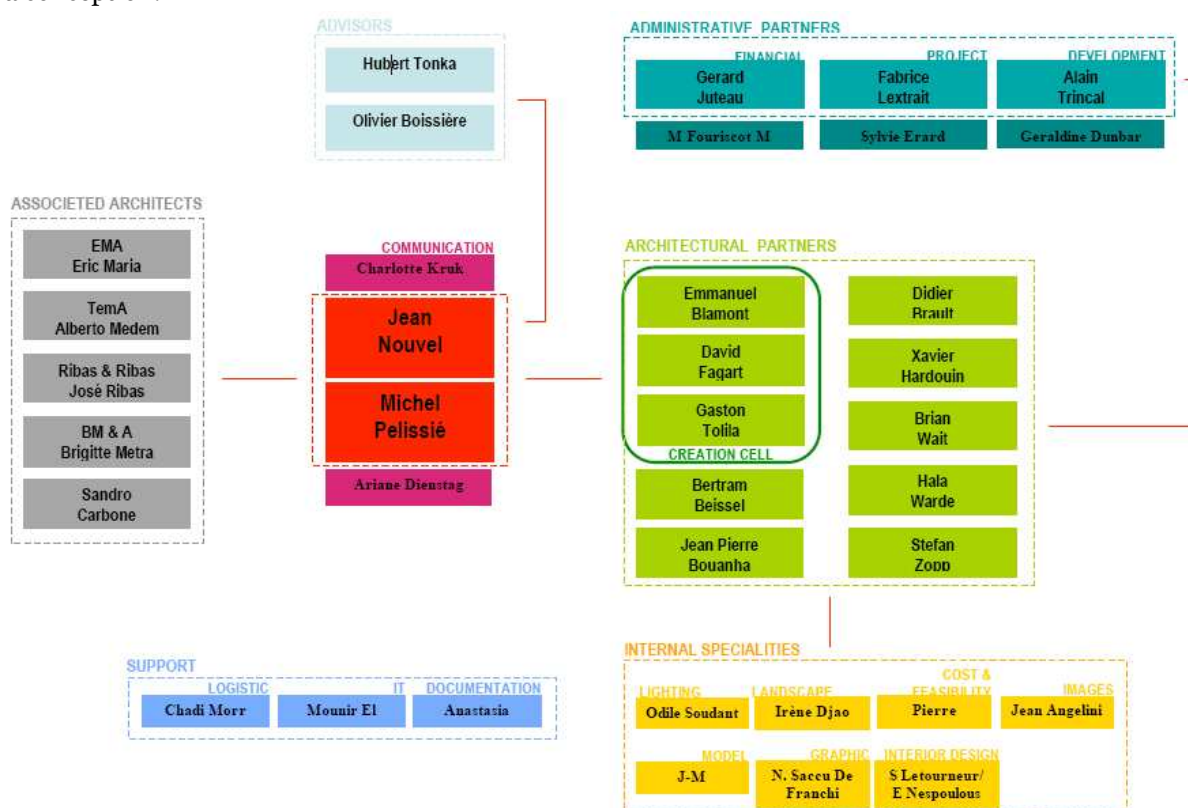 ADVISORS
Hubert Tonka
Olivier Boissière
ADMINISTRATIVE PARTNERS
FINANCIAL
PROJECT
DEVELOPMENT
Gerard
Juteau
Fabrice
Lextrait
Alain
Trincal
M Fouriscot M
Sylvie Erard
Geraldine Dunbar
ASSOCIETED ARCHITECTS
EMA
Eric Maria
TemA
Alberto Medem
Ribas & Ribas
José Ribas
BM & A
Brigitte Metra
Sandro
Carbone
COMMUNICATION
Charlotte Kruk
Jean
Nouvel
Michel
Pelissié
Ariane Dienstag
ARCHITECTURAL PARTNERS
Emmanuel
Blamont
David
Fagart
Gaston
Tolila
CREATION CELL
Bertram
Beissel
Jean Pierre
Bouanha
Didier
Brault
Xavier
Hardouin
Brian
Wait
Hala
Warde
Stefan
Zopp
SUPPORT
LOGISTIC
IT
DOCUMENTATION
Chadi Morr
Mounir El
Anastasia
INTERNAL SPECIALITIES
LIGHTING
LANDSCAPE
COST &
FEASIBILITY
IMAGES
Odile Soudant
Irène Djao
Pierre
Jean Angelini
MODEL
GRAPHIC
INTERIOR DESIGN
J-M
N. Saccu De
Franchi
S Letourneur/
E Nespoulous